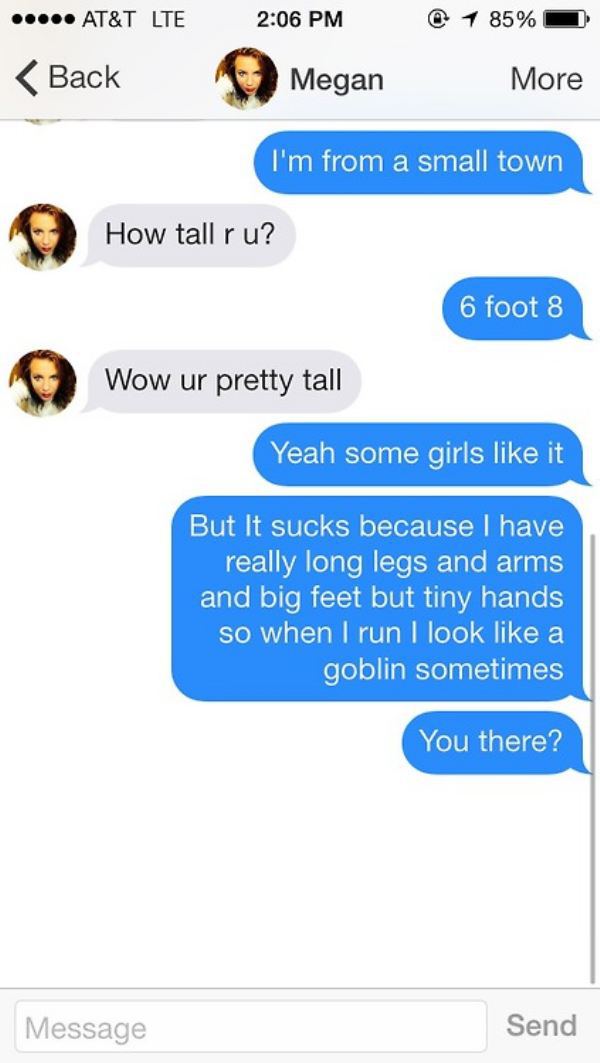 AT&T LTE 2:06 PM 85%
Back Megan More
I'm from a small town
How tall r u?
6 foot 8
Wow ur pretty tall
Yeah some girls like it
But It sucks because I have
really long legs and arms
and big feet but tiny hands
so when I run I look like a
goblin sometimes
You there?
Message Send